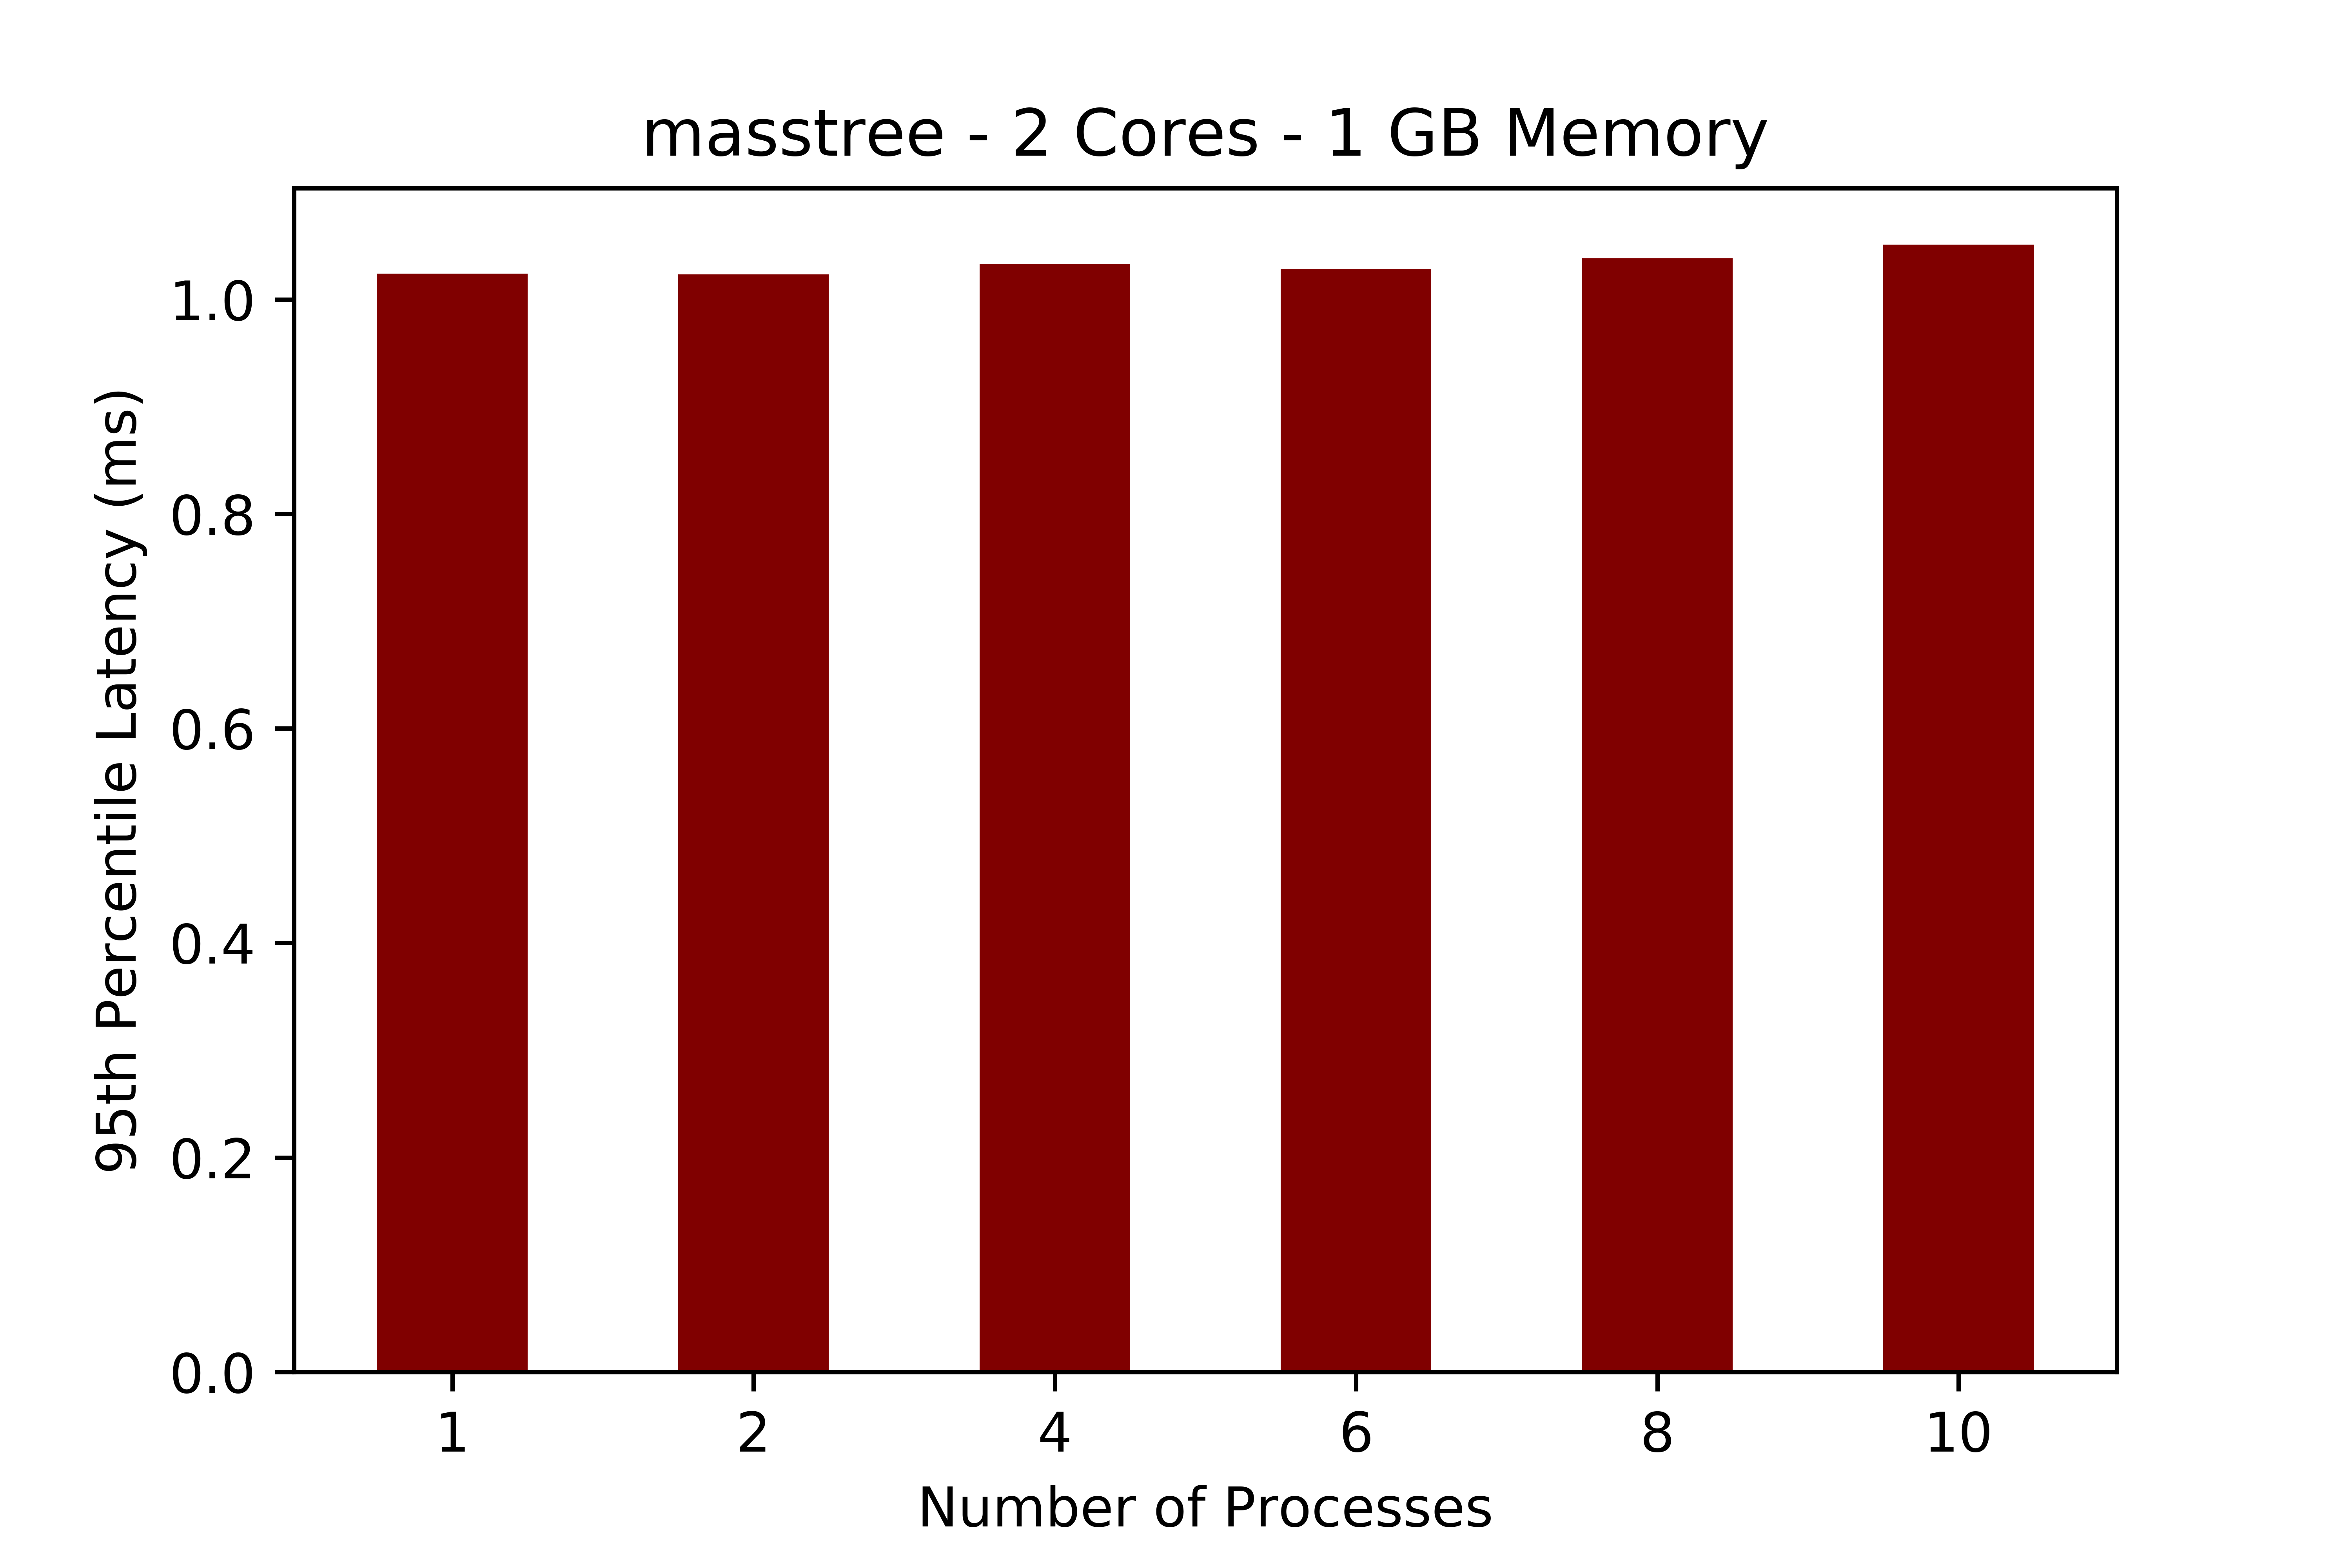 masstree - 2 Cores - 1 GB Memory
95th Percentile Latency (ms)
1.0
0.8
0.6
0.4
0.2
0.0
1 2 4 6 8 10
Number of Processes